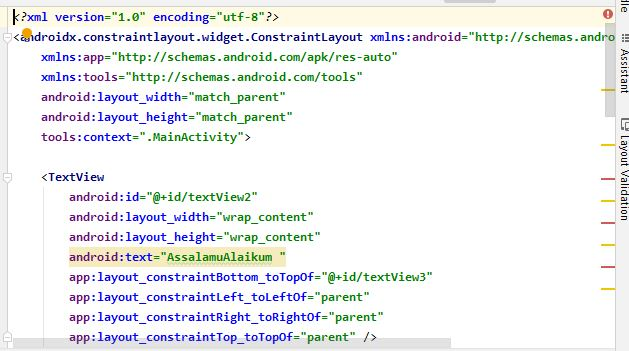 <?xml version="1.0" encoding="utf-8"?>
<androidx.constraintlayout.widget.ConstraintLayout xmlns:android="http://schemas.andro
xmlns:app="http://schemas.android.com/apk/res-auto"
xmlns:tools="http://schemas.android.com/tools"
android:layout_width="match_parent"
android:layout_height="match_parent"
tools:context=".MainActivity">
<TextView
android:id="@+id/textView2"
android:layout_width="wrap_content"
android:layout_height="wrap_content"
android:text="AssalamuAlaikum "
app:layout_constraintBottom_toTopOf="@+id/textView3"
app:layout_constraintLeft_toLeftOf="parent"
app:layout_constraintRight_toRightOf="parent"
app:layout_constraintTop_toTopOf="parent" />
dle
Assistant
Layout Validation